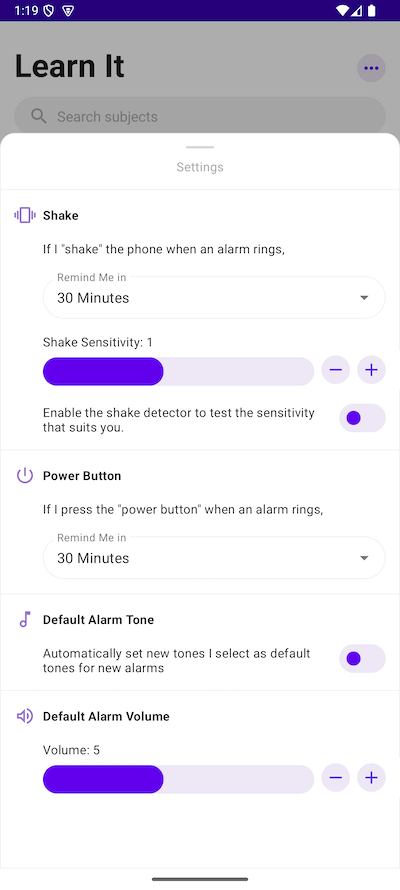 1:19
Learn It
Search subjects
Settings
Shake
If I "shake" the phone when an alarm rings,
Remind Me in
30 Minutes
Shake Sensitivity: 1
Enable the shake detector to test the sensitivity
that suits you.
Power Button
If I press the "power button" when an alarm rings,
Remind Me in
30 Minutes
Default Alarm Tone
Automatically set new tones I select as default
tones for new alarms
Default Alarm Volume
Volume: 5